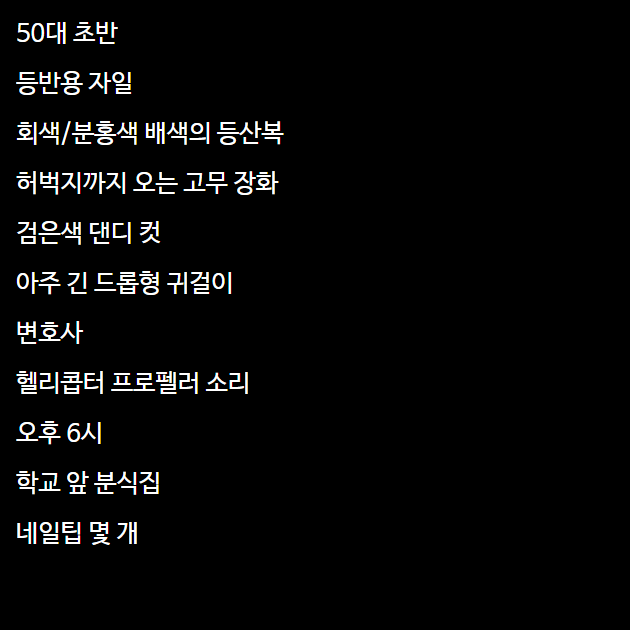 50대 초반
등반용 자일
회색/분홍색 배색의 등산복
허벅지까지 오는 고무 장화
검은색 댄디 컷
아주 긴 드롭형 귀걸이
변호사
헬리콥터 프로펠러 소리
오후 6시
학교 앞 분식집
네일팁 몇 개